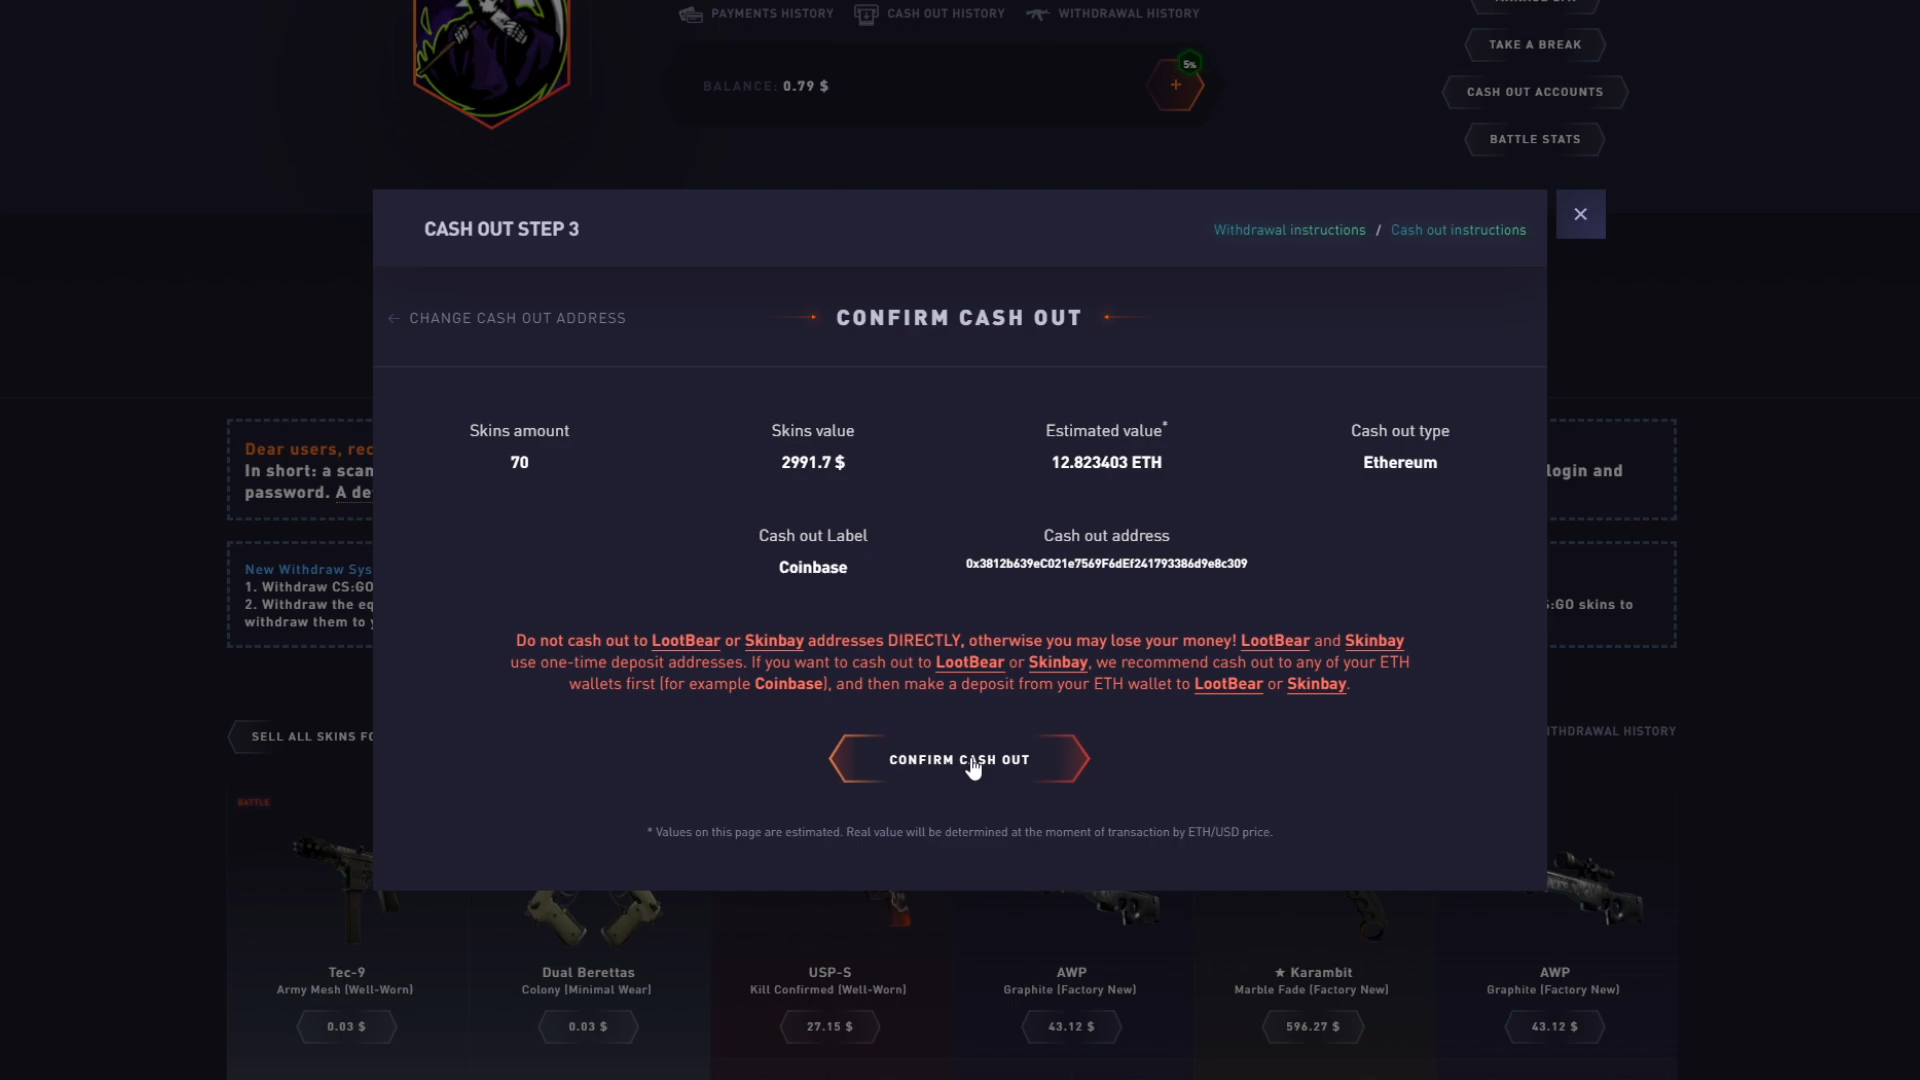 PAYMENTS HISTORY CASH OUT HISTORY WITHDRAWAL HISTORY
TAKE A BREAK
5%
BALANCE: 0.79 $
+
CASH OUT ACCOUNTS
BATTLE STATS
CASH OUT STEP 3
Withdrawal instructions / Cash out instructions
×
← CHANGE CASH OUT ADDRESS
CONFIRM CASH OUT
Skins amount Skins value Estimated value* Cash out type
70 2991.7 $ 12.823403 ETH Ethereum
Cash out Label Cash out address
Coinbase 0x3812b639eC021e7569F6dEf241793386d9e8c309
Dear users, rec
In short: a scan
login and
password. A de
New Withdraw Sys
1. Withdraw CS:GO
2. Withdraw the eq
:GO skins to
withdraw them to y
Do not cash out to LootBear or Skinbay addresses DIRECTLY, otherwise you may lose your money! LootBear and Skinbay
use one-time deposit addresses. If you want to cash out to LootBear or Skinbay, we recommend cash out to any of your ETH
wallets first (for example Coinbase), and then make a deposit from your ETH wallet to LootBear or Skinbay.
SELL ALL SKINS FO
THDRAWAL HISTORY
CONFIRM CASH OUT
* Values on this page are estimated. Real value will be determined at the moment of transaction by ETH/USD price.
BATTLE
Tec-9 Dual Berettas USP-S AWP ★ Karambit AWP
Army Mesh (Well-Worn) Colony (Minimal Wear) Kill Confirmed (Well-Worn) Graphite (Factory New) Marble Fade (Factory New) Graphite (Factory New)
0.03 $ 0.03 $ 27.15 $ 43.12 $ 596.27 $ 43.12 $